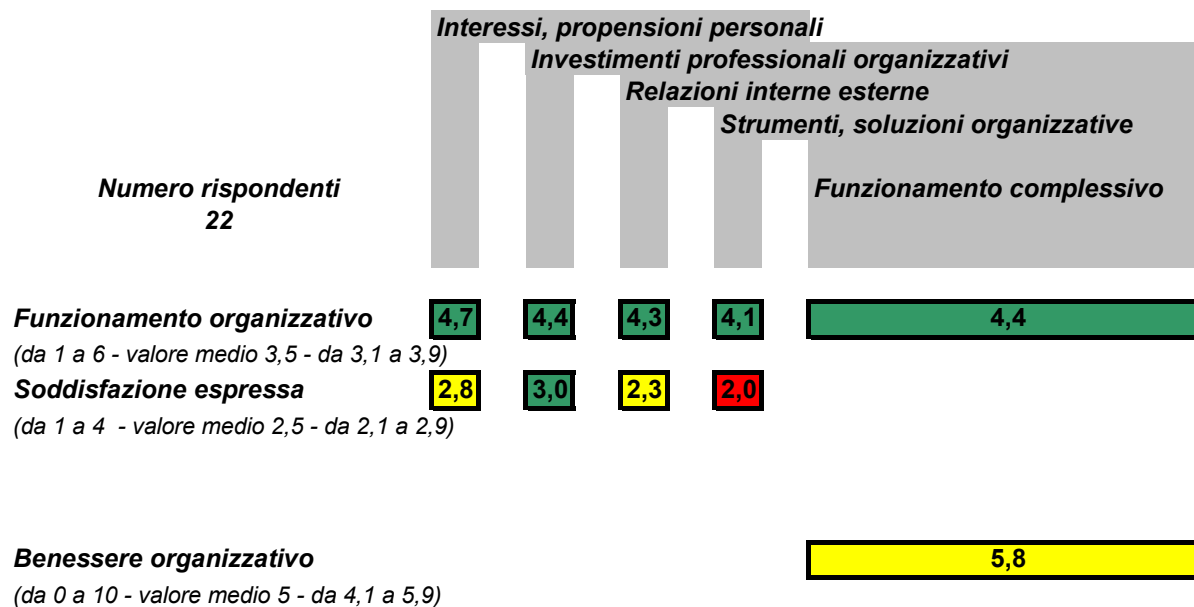 Interessi, propensioni personali
Investimenti professionali organizzativi
Relazioni interne esterne
Strumenti, soluzioni organizzative
Numero rispondenti
22
Funzionamento complessivo
Funzionamento organizzativo 4,7 4,4 4,3 4,1 4,4
(da 1 a 6 - valore medio 3,5 - da 3,1 a 3,9)
Soddisfazione espressa 2,8 3,0 2,3 2,0
(da 1 a 4 - valore medio 2,5 - da 2,1 a 2,9)
Benessere organizzativo 5,8
(da 0 a 10 - valore medio 5 - da 4,1 a 5,9)